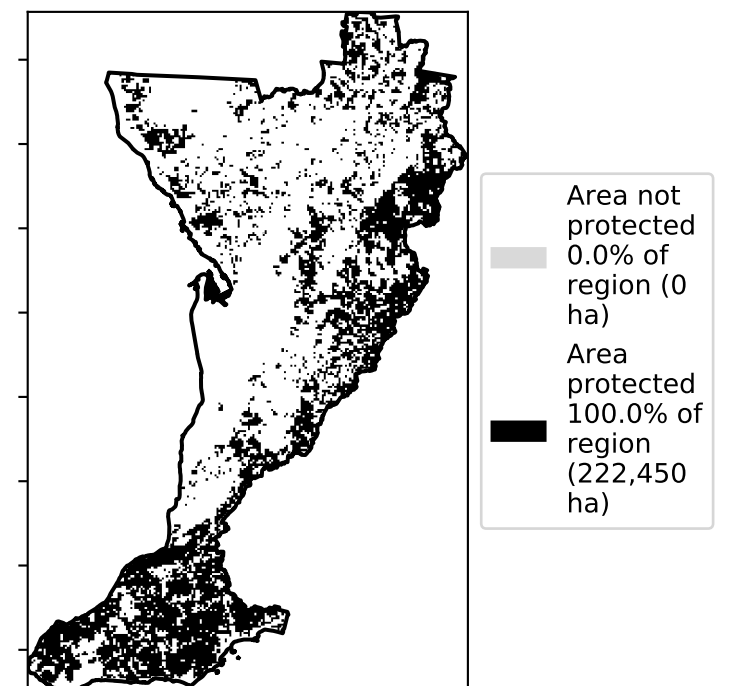 Area not
protected
0.0% of
region (0
ha)
Area
protected
100.0% of
region
(222,450
ha)